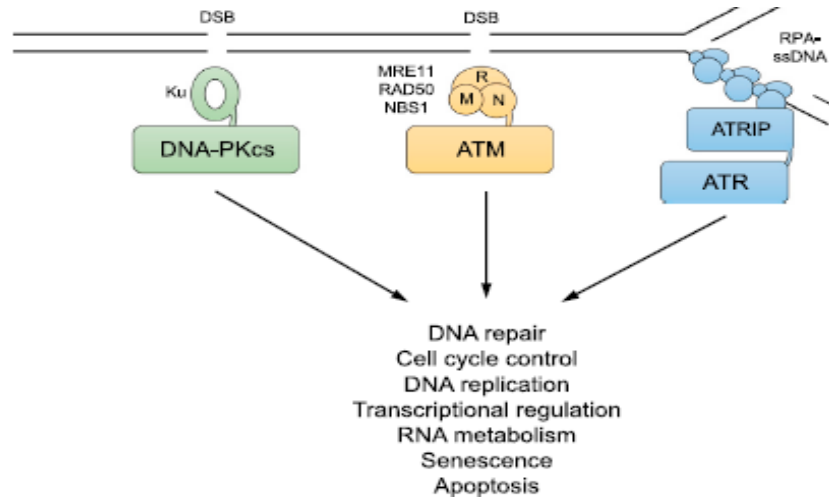 DSB
DSB
RPA-
ssDNA
Ku
MRE11
RAD50
NBS1
R
M N
DNA-PKcs
ATM
ATRIP
ATR
DNA repair
Cell cycle control
DNA replication
Transcriptional regulation
RNA metabolism
Senescence
Apoptosis